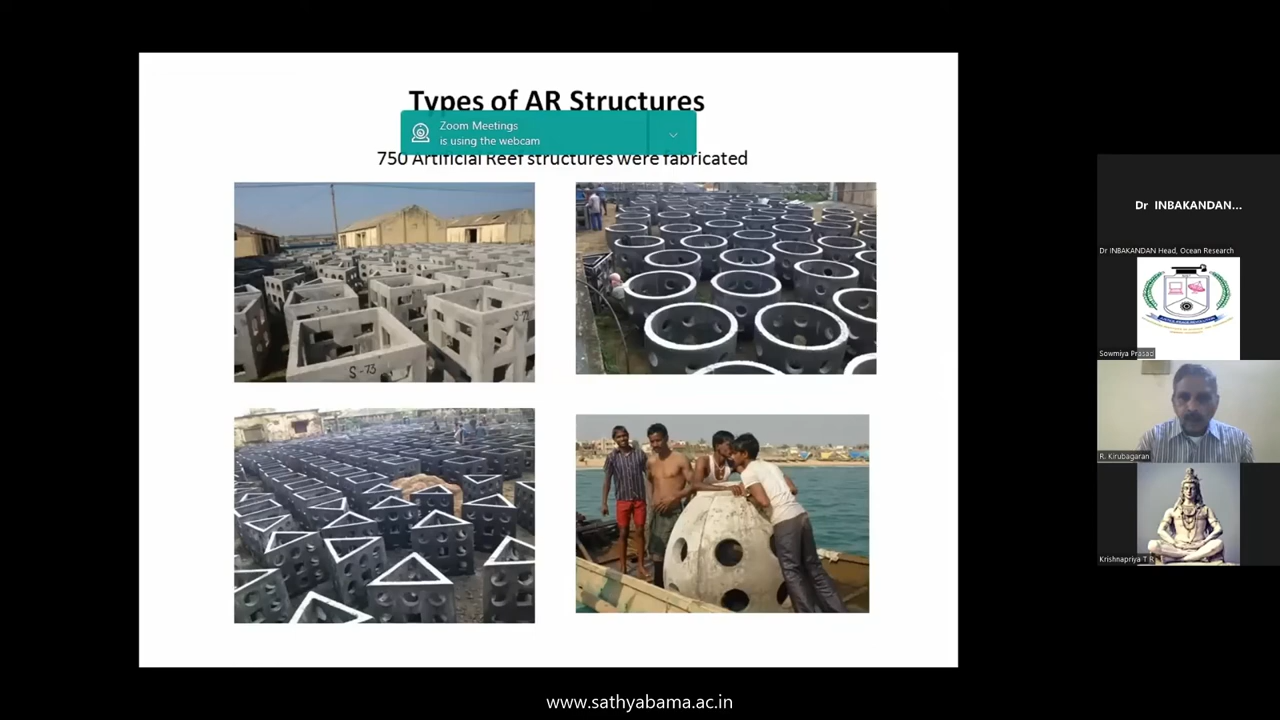 Types of AR Structures
Zoom Meetings
is using the webcam
750 Artificial Reef structures were fabricated
S-73
Dr INBAKANDAN...
Dr INBAKANDAN Head, Ocean Research
Sowmiya Prasad
R. Kirubagaran
Krishnapriya T R
www.sathyabama.ac.in